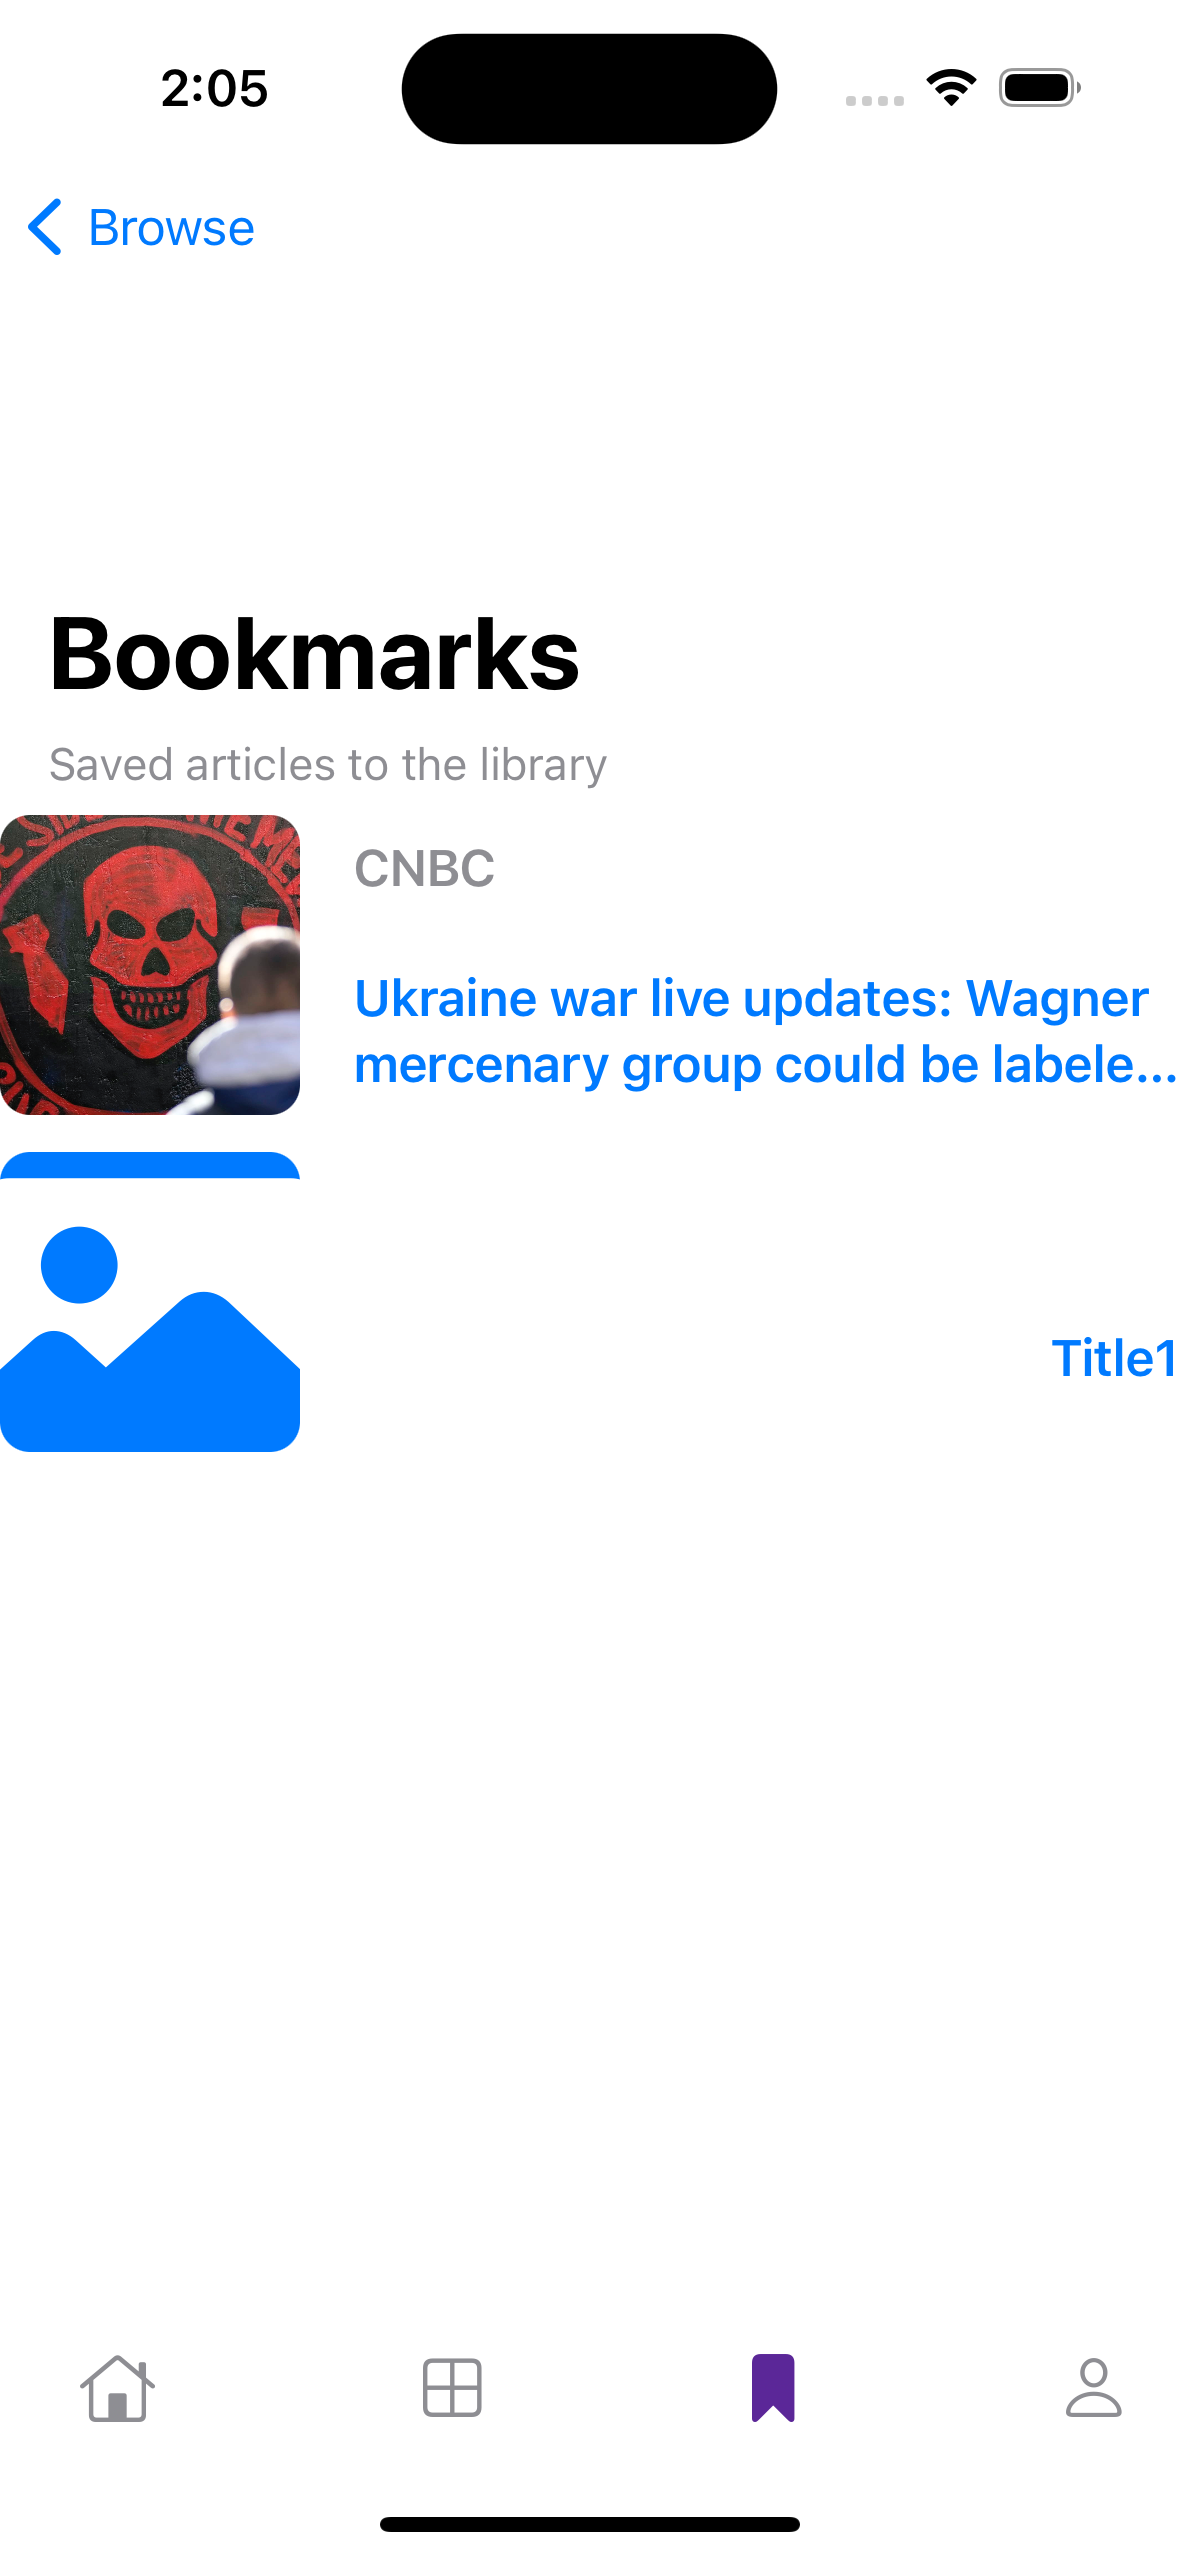 2:05
Browse
Bookmarks
Saved articles to the library
CNBC
Ukraine war live updates: Wagner
mercenary group could be labele...
Title1